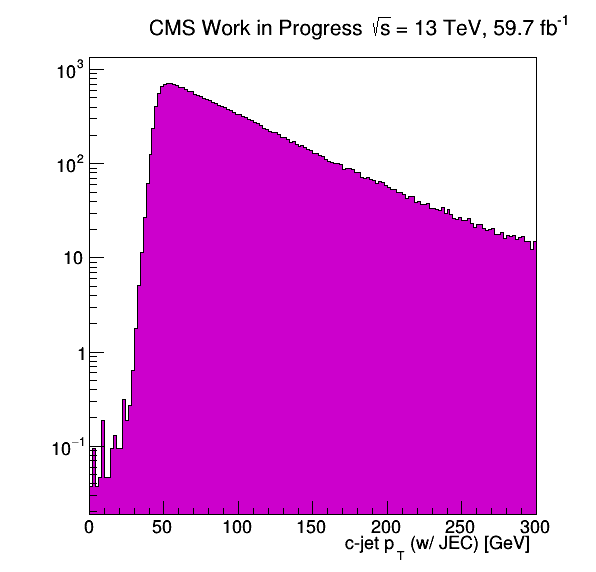 CMS Work in Progress √s = 13 TeV, 59.7 fb⁻¹
10³
10²
10
1
10⁻¹
0 50 100 150 200 250 300
c-jet p_T (w/ JEC) [GeV]